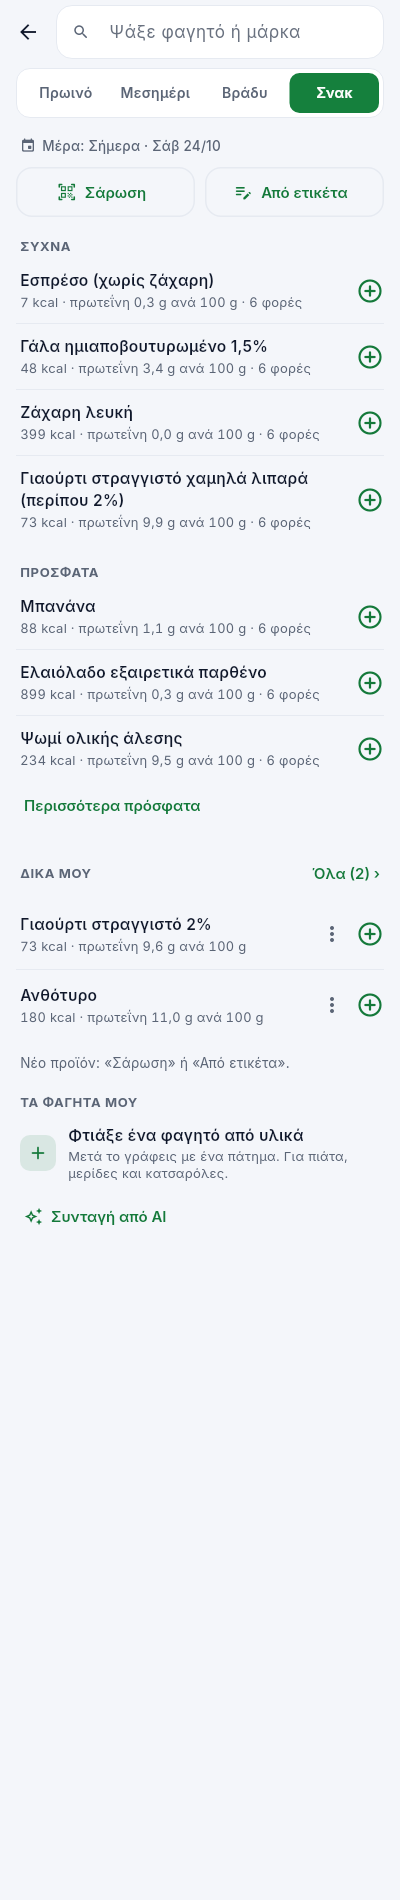 Ψάξε φαγητό ή μάρκα
Πρωινό Μεσημέρι Βράδυ Σνακ
Μέρα: Σήμερα · Σάβ 24/10
Σάρωση Από ετικέτα
ΣΥΧΝΑ
Εσπρέσο (χωρίς ζάχαρη)
7 kcal · πρωτεΐνη 0,3 g ανά 100 g · 6 φορές
Γάλα ημιαποβουτυρωμένο 1,5%
48 kcal · πρωτεΐνη 3,4 g ανά 100 g · 6 φορές
Ζάχαρη λευκή
399 kcal · πρωτεΐνη 0,0 g ανά 100 g · 6 φορές
Γιαούρτι στραγγιστό χαμηλά λιπαρά
(περίπου 2%)
73 kcal · πρωτεΐνη 9,9 g ανά 100 g · 6 φορές
ΠΡΟΣΦΑΤΑ
Μπανάνα
88 kcal · πρωτεΐνη 1,1 g ανά 100 g · 6 φορές
Ελαιόλαδο εξαιρετικά παρθένο
899 kcal · πρωτεΐνη 0,3 g ανά 100 g · 6 φορές
Ψωμί ολικής άλεσης
234 kcal · πρωτεΐνη 9,5 g ανά 100 g · 6 φορές
Περισσότερα πρόσφατα
ΔΙΚΑ ΜΟΥ Όλα (2) ›
Γιαούρτι στραγγιστό 2%
73 kcal · πρωτεΐνη 9,6 g ανά 100 g
Ανθότυρο
180 kcal · πρωτεΐνη 11,0 g ανά 100 g
Νέο προϊόν: «Σάρωση» ή «Από ετικέτα».
ΤΑ ΦΑΓΗΤΑ ΜΟΥ
Φτιάξε ένα φαγητό από υλικά
Μετά το γράφεις με ένα πάτημα. Για πιάτα,
μερίδες και κατσαρόλες.
Συνταγή από AI